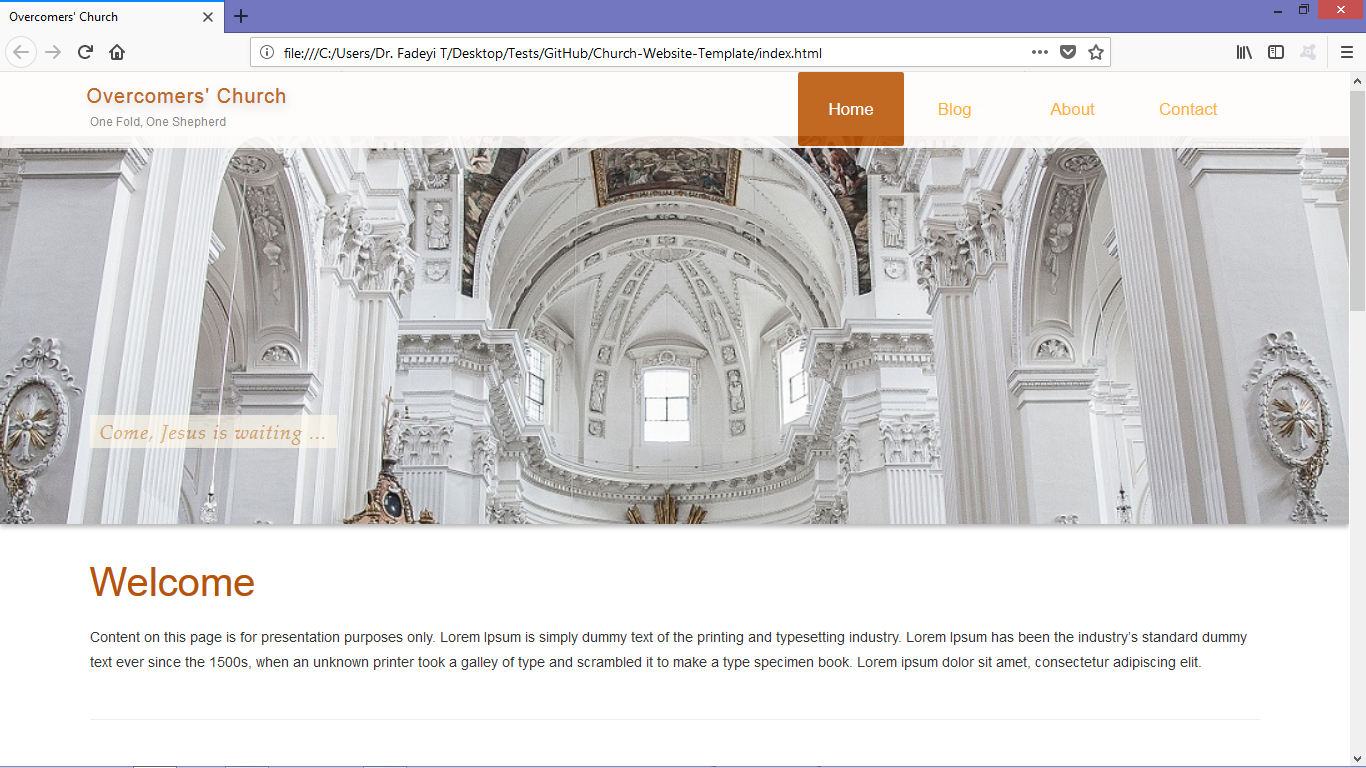 Overcomers' Church
file:///C:/Users/Dr. Fadeyi T/Desktop/Tests/GitHub/Church-Website-Template/index.html
Overcomers' Church
One Fold, One Shepherd
Home Blog About Contact
Come, Jesus is waiting ...
Welcome
Content on this page is for presentation purposes only. Lorem Ipsum is simply dummy text of the printing and typesetting industry. Lorem Ipsum has been the industry's standard dummy
text ever since the 1500s, when an unknown printer took a galley of type and scrambled it to make a type specimen book. Lorem ipsum dolor sit amet, consectetur adipiscing elit.